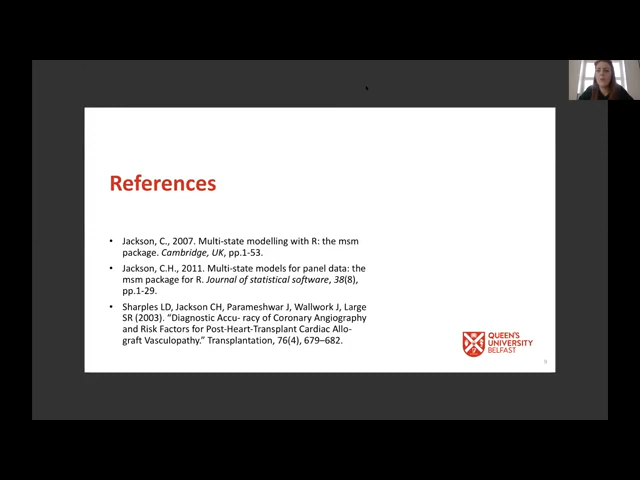 References
• Jackson, C., 2007. Multi-state modelling with R: the msm
package. Cambridge, UK, pp.1-53.
• Jackson, C.H., 2011. Multi-state models for panel data: the
msm package for R. Journal of statistical software, 38(8),
pp.1-29.
• Sharples LD, Jackson CH, Parameshwar J, Wallwork J, Large
SR (2003). “Diagnostic Accu- racy of Coronary Angiography
and Risk Factors for Post-Heart-Transplant Cardiac Allo-
graft Vasculopathy.” Transplantation, 76(4), 679–682.
QUEEN'S
UNIVERSITY
BELFAST
9